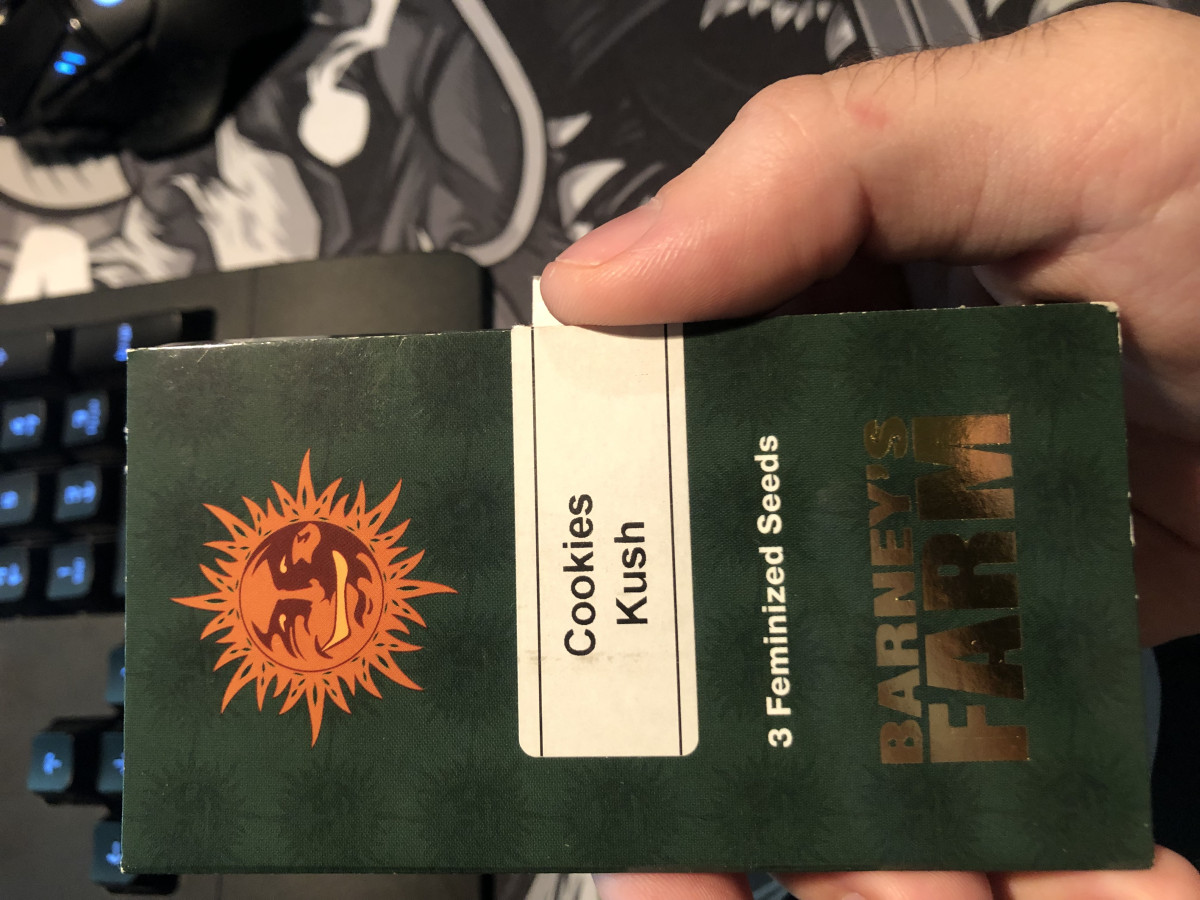 Cookies
Kush
3 Feminized Seeds
BARNEY'S
FARM